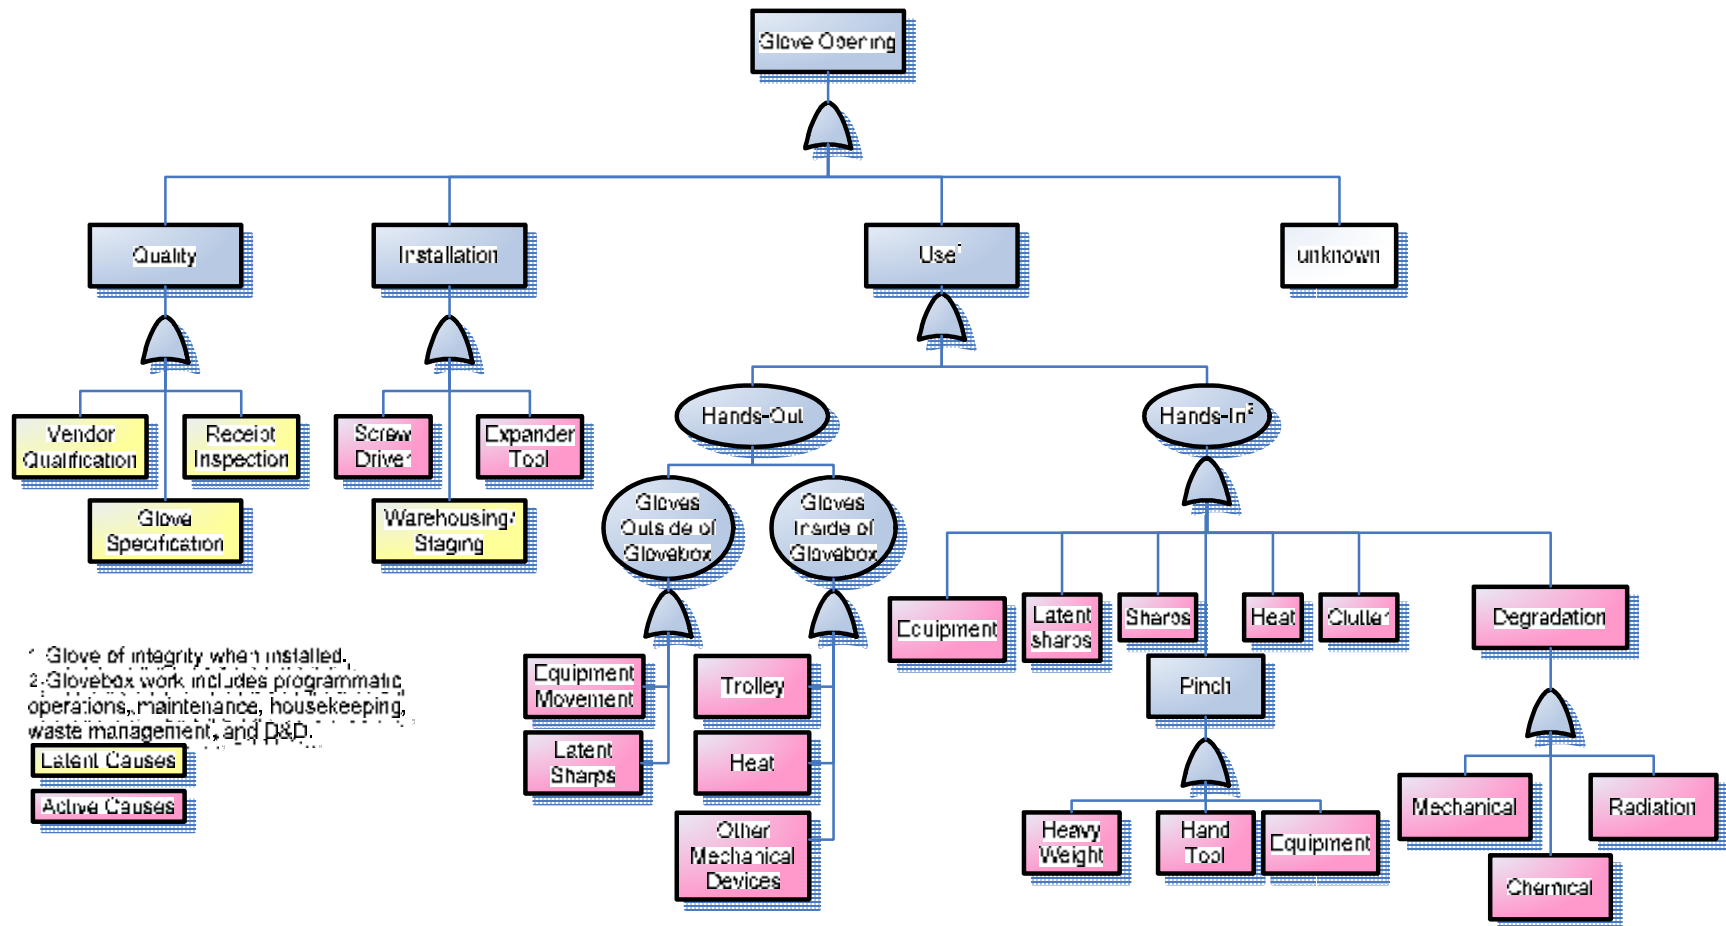 Glove Opening
Quality
Installation
Use¹
unknown
Vendor
Qualification
Receipt
Inspection
Glove
Specification
Screw
Driver
Expander
Tool
Warehousing/
Staging
Hands-Out
Hands-In²
Gloves
Outside of
Glovebox
Gloves
Inside of
Glovebox
Equipment
Movement
Latent
Sharps
Trolley
Heat
Other
Mechanical
Devices
Equipment
Latent
sharps
Sharps
Pinch
Heat
Clutter
Degradation
Heavy
Weight
Hand
Tool
Equipment
Mechanical
Radiation
Chemical
¹ Glove of integrity when installed.
2-Glovebox work includes programmatic
operations, maintenance, housekeeping,
waste management, and D&D.
Latent Causes
Active Causes